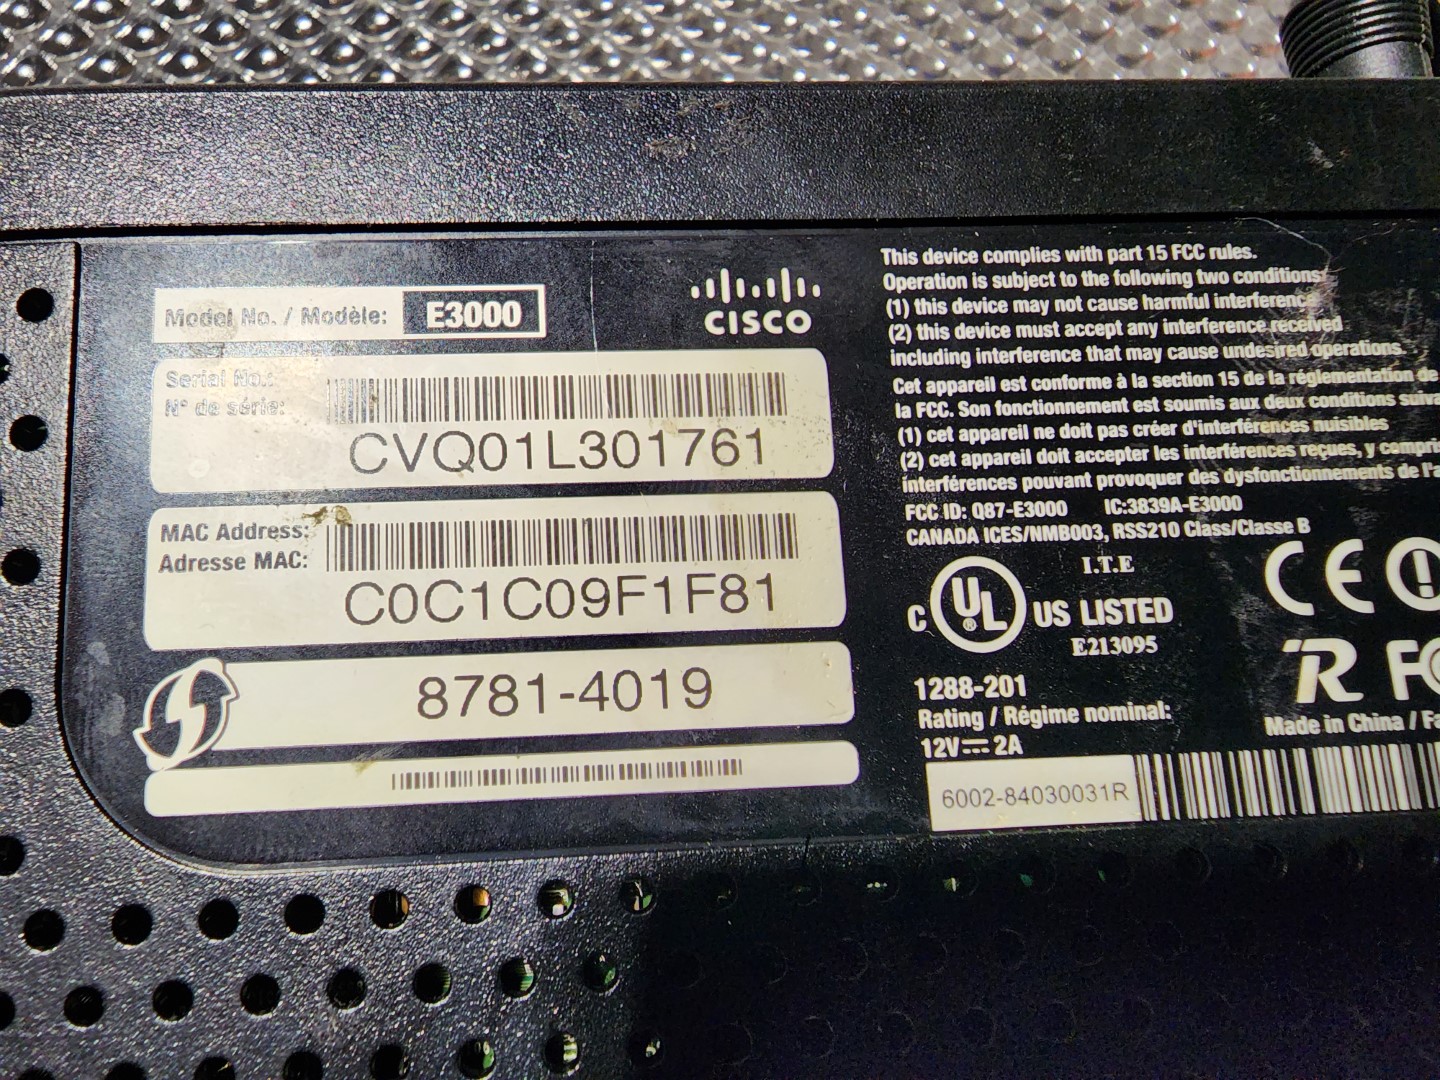 Model No. / Modèle: E3000
CISCO
Serial No.:
N° de série:
CVQ01L301761
MAC Address:
Adresse MAC:
C0C1C09F1F81
8781-4019
This device complies with part 15 FCC rules.
Operation is subject to the following two conditions:
(1) this device may not cause harmful interference
(2) this device must accept any interference received
including interference that may cause undesired operations.
Cet appareil est conforme à la section 15 de la réglementation de
la FCC. Son fonctionnement est soumis aux deux conditions
(1) cet appareil ne doit pas créer d'interférences nuisibles
(2) cet appareil doit accepter les interférences reçues, y
interférences pouvant provoquer des dysfonctionnements de
FCC ID: Q87-E3000 IC:3839A-E3000
CANADA ICES/NMB003, RSS210 Class/Classe B
I.T.E
C UL ® US LISTED
E213095
CE
1288-201
Rating / Régime nominal:
12V⎓2A
Made in China /
6002-84030031R